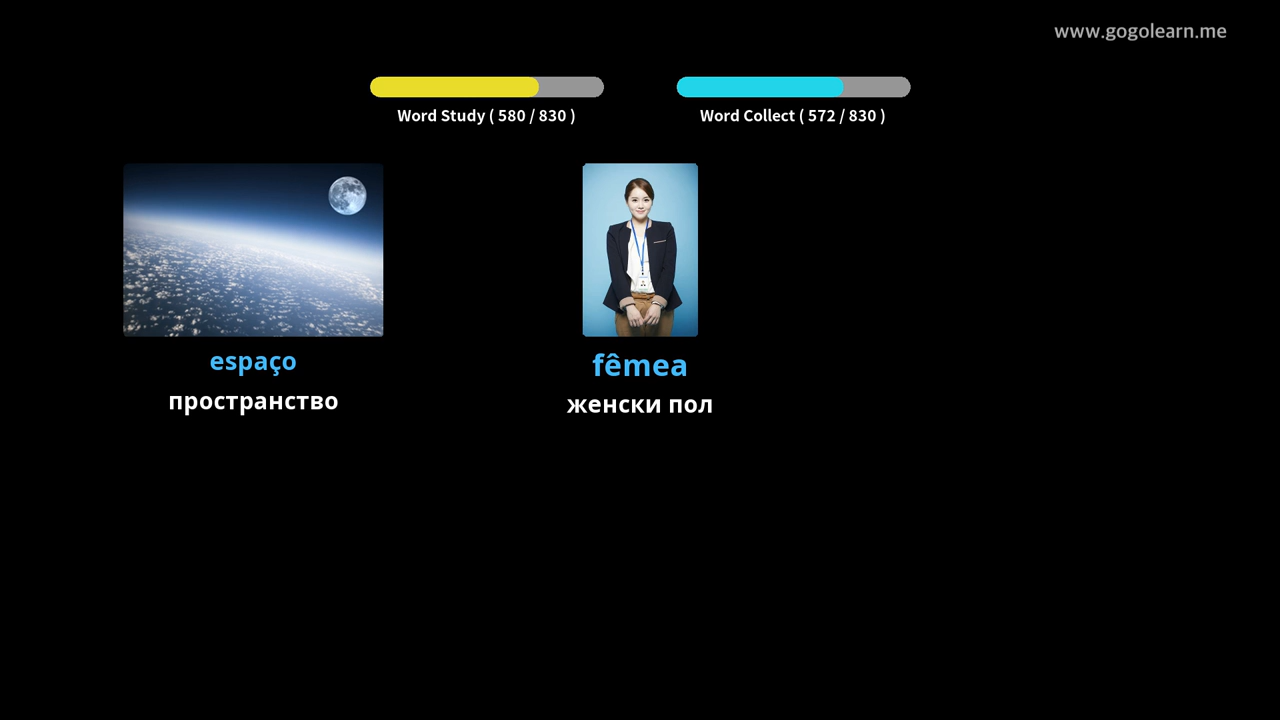 www.gogolearn.me
Word Study ( 580 / 830 )
Word Collect ( 572 / 830 )
espaço
пространство
fêmea
женски пол